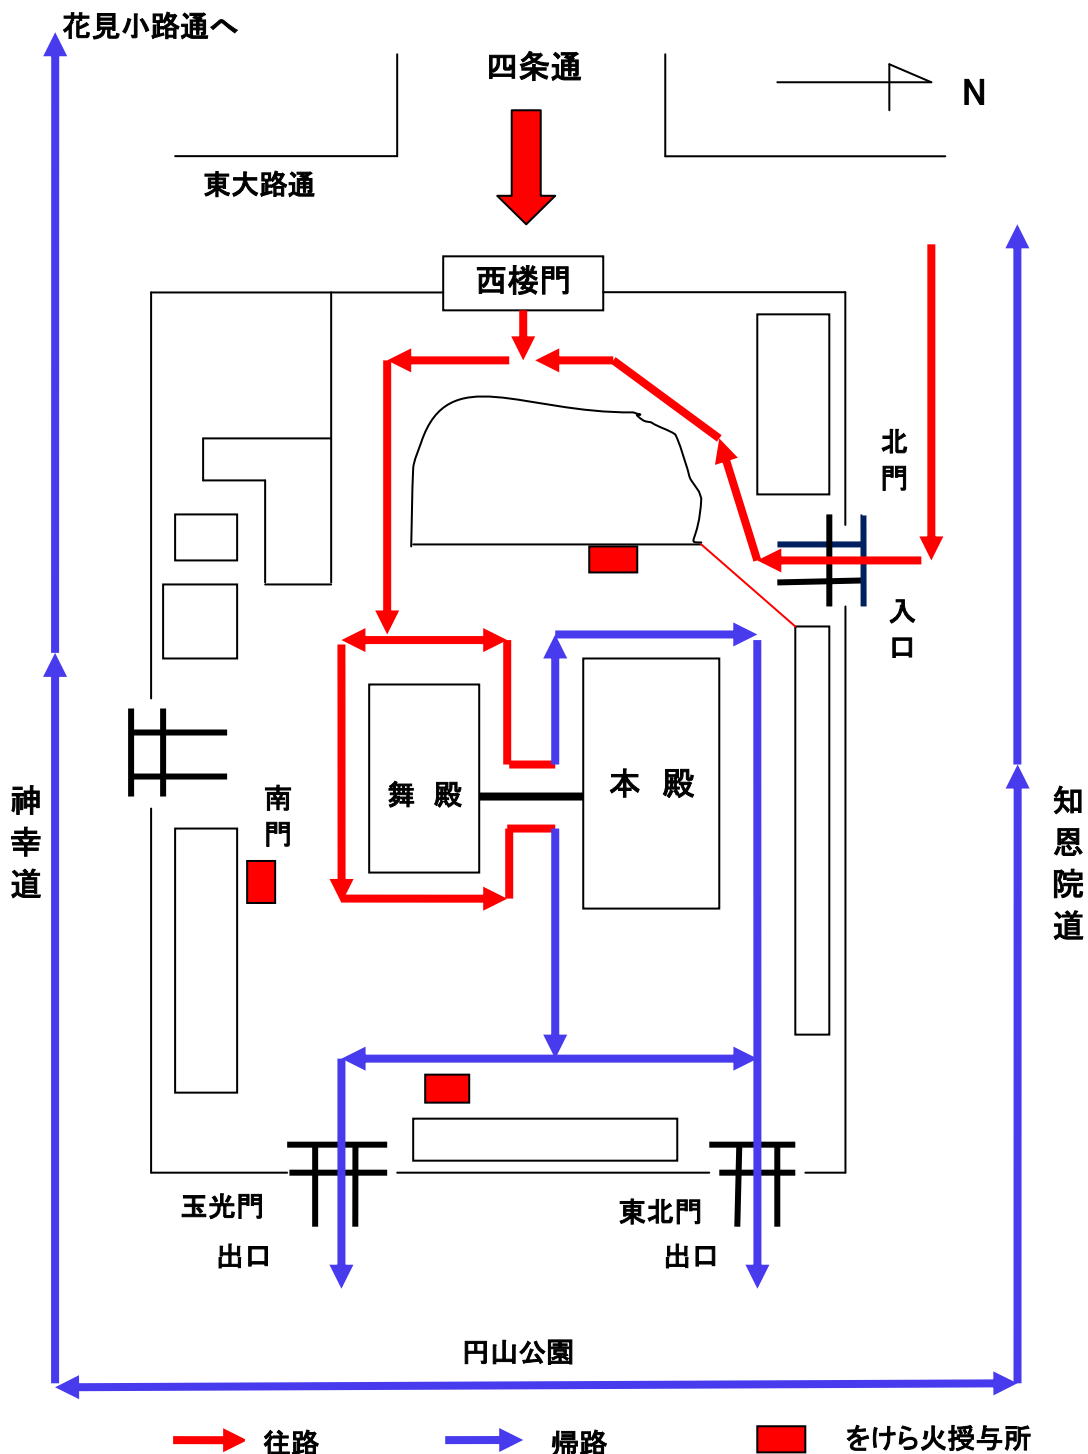 花見小路通へ
四条通
N
東大路通
西楼門
北門
入口
舞 殿
本 殿
南門
神幸道
知恩院道
玉光門
出口
東北門
出口
円山公園
往路
帰路
をけら火授与所